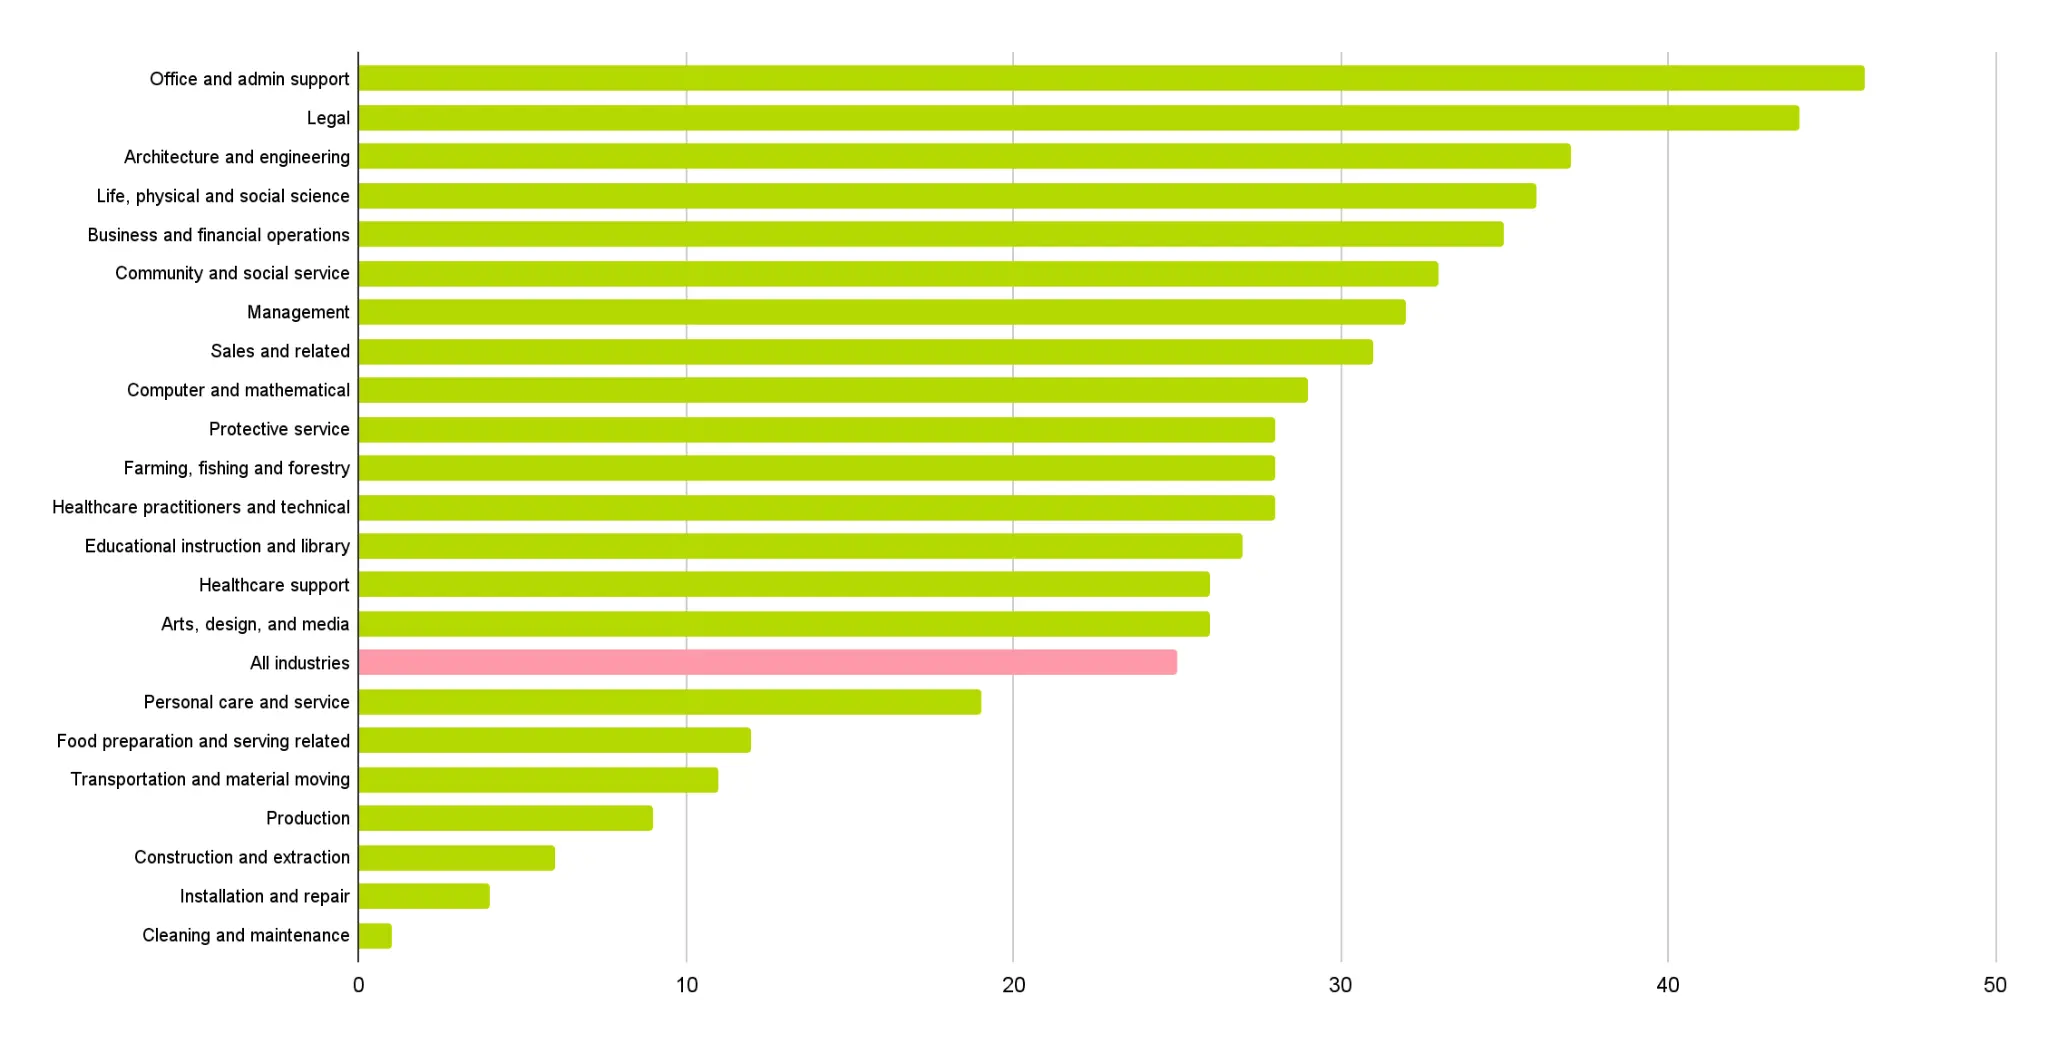 Office and admin support
Legal
Architecture and engineering
Life, physical and social science
Business and financial operations
Community and social service
Management
Sales and related
Computer and mathematical
Protective service
Farming, fishing and forestry
Healthcare practitioners and technical
Educational instruction and library
Healthcare support
Arts, design, and media
All industries
Personal care and service
Food preparation and serving related
Transportation and material moving
Production
Construction and extraction
Installation and repair
Cleaning and maintenance
0 10 20 30 40 50